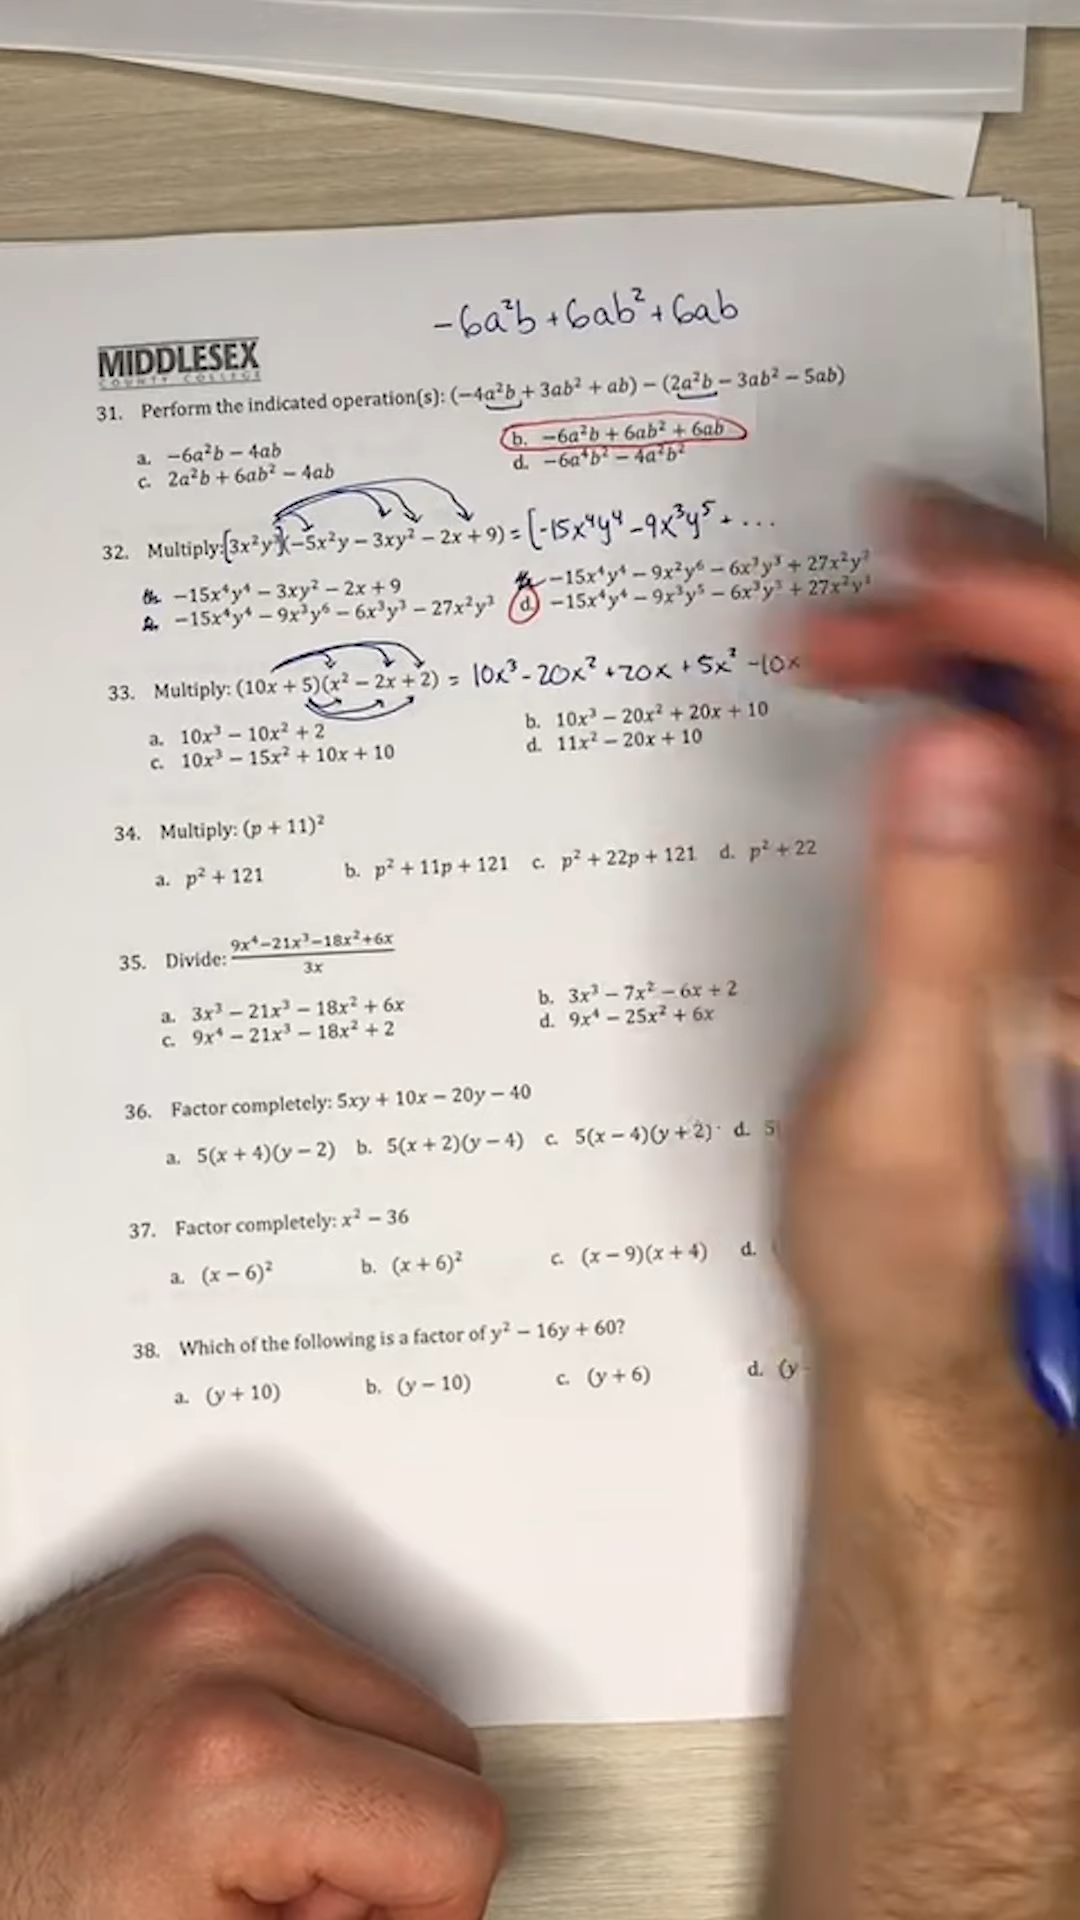 -6a²b + 6ab² + 6ab
MIDDLESEX
COUNTY COLLEGE
31. Perform the indicated operation(s): (−4a²b + 3ab² + ab) − (2a²b − 3ab² − 5ab)
a. −6a²b − 4ab
b. −6a²b + 6ab² + 6ab
c. 2a²b + 6ab² − 4ab
d. −6a⁴b² − 4a²b²
32. Multiply: (3x²y³)(−5x²y − 3xy² − 2x + 9) = [-15x⁴y⁴ - 9x³y⁵ + ...
−15x⁴y⁴ − 3xy² − 2x + 9
−15x⁴y⁴ − 9x²y⁶ − 6x³y³ + 27x²y³
−15x⁴y⁴ − 9x³y⁶ − 6x³y³ − 27x²y³
d. −15x⁴y⁴ − 9x³y⁵ − 6x³y³ + 27x²y³
33. Multiply: (10x + 5)(x² − 2x + 2) = 10x³ - 20x² + 20x + 5x² - 10x
a. 10x³ − 10x² + 2
b. 10x³ − 20x² + 20x + 10
c. 10x³ − 15x² + 10x + 10
d. 11x² − 20x + 10
34. Multiply: (p + 11)²
a. p² + 121 b. p² + 11p + 121 c. p² + 22p + 121 d. p² + 22
35. Divide: 9x⁴−21x³−18x²+6x
3x
a. 3x³ − 21x³ − 18x² + 6x
b. 3x³ − 7x² − 6x + 2
c. 9x⁴ − 21x³ − 18x² + 2
d. 9x⁴ − 25x² + 6x
36. Factor completely: 5xy + 10x − 20y − 40
a. 5(x + 4)(y − 2) b. 5(x + 2)(y − 4) c. 5(x − 4)(y + 2) d. 5
37. Factor completely: x² − 36
a. (x − 6)² b. (x + 6)² c. (x − 9)(x + 4) d.
38. Which of the following is a factor of y² − 16y + 60?
a. (y + 10) b. (y − 10) c. (y + 6) d. (y −